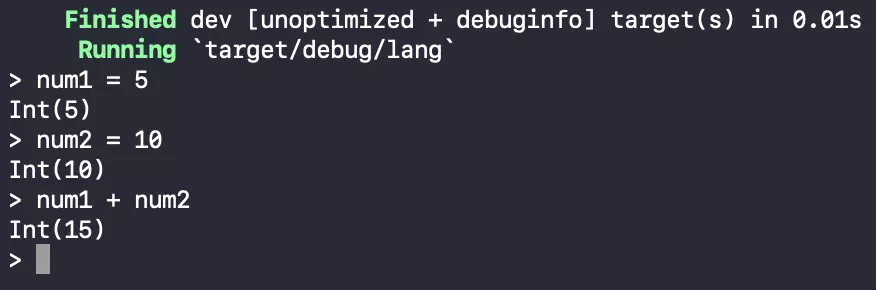 Finished dev [unoptimized + debuginfo] target(s) in 0.01s
Running `target/debug/lang`
> num1 = 5
Int(5)
> num2 = 10
Int(10)
> num1 + num2
Int(15)
>